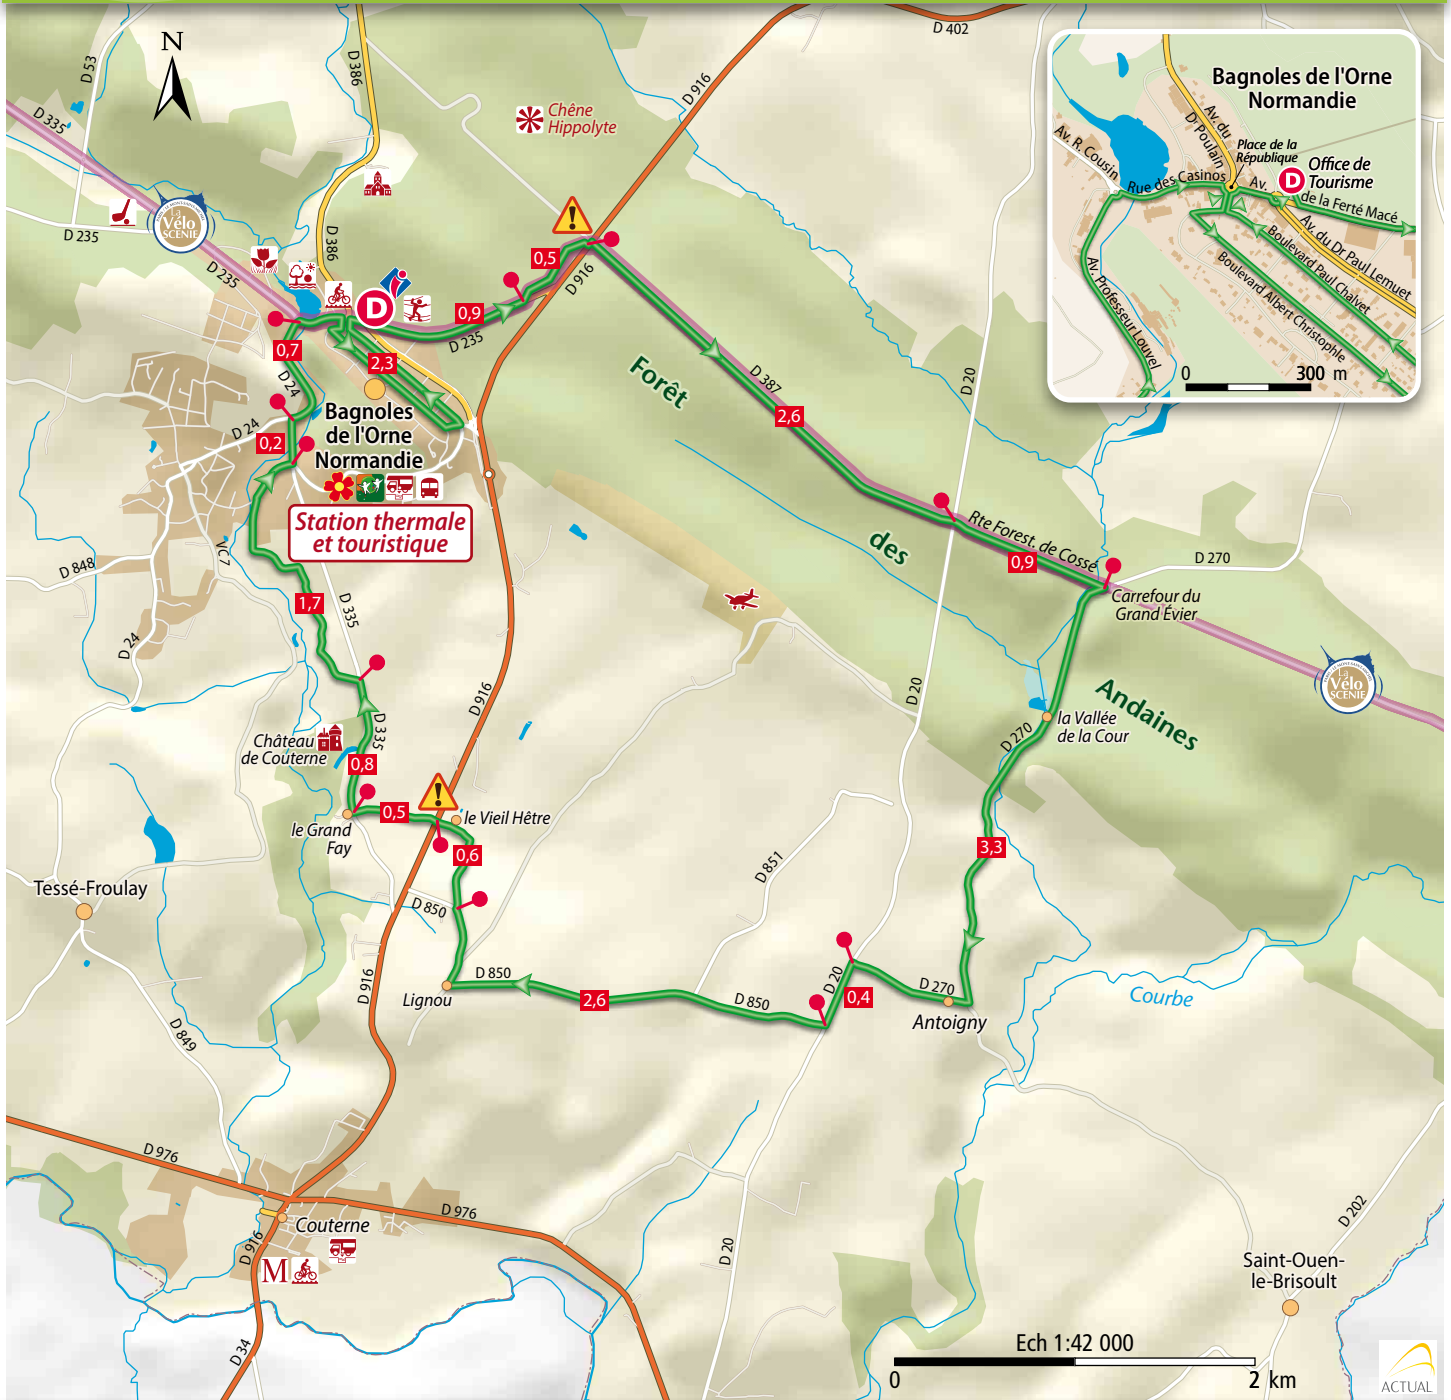 N
D 53
D 386
D 402
D 916
D 335
Chêne
Hippolyte
Bagnoles de l'Orne
Normandie
Av. du
Dr Poulain
Place de la
République
Office de
Tourisme
D
Av. R. Cousin
Rue des Casinos
Av.
de la Ferté Macé
Av. du Dr Paul Lemuet
Boulevard Paul Chalvet
Boulevard Albert Christophle
Av. Professeur Louvel
0
300 m
La
Vélo
SCENIE
D 235
D 386
D 235
D
0,5
D 916
0,9
D 235
0,7
2,3
D 24
D 24
0,2
Bagnoles
de l'Orne
Normandie
Station thermale
et touristique
Forêt
des
Andaines
D 387
2,6
D 20
Rte Forest. de Cossé
0,9
D 270
Carrefour du
Grand Évier
VC 7
D 848
D 24
1,7
D 335
D 916
D 20
La
Vélo
SCENIE
la Vallée
de la Cour
D 270
Château
de Couterne
D 335
0,8
0,5
le Vieil Hêtre
le Grand
Fay
0,6
3,3
D 851
Tessé-Froulay
D 850
D 850
Lignou
2,6
D 850
D 20
0,4
D 270
Antoigny
Courbe
D 916
D 849
D 976
D 976
Couterne
D 916
M
D 34
D 20
D 202
Saint-Ouen-
le-Brisoult
Ech 1:42 000
0
2 km
ACTUAL